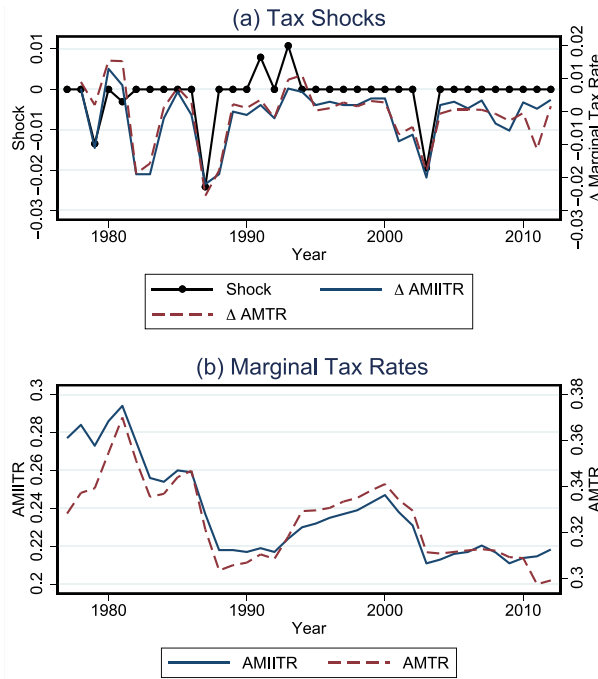 (a) Tax Shocks
0.01
0
-0.01
-0.02
-0.03
Shock
0.02
0.01
0
-0.01
-0.02
-0.03
Δ Marginal Tax Rate
1980
1990
2000
2010
Year
Shock
Δ AMIITR
Δ AMTR
(b) Marginal Tax Rates
0.3
0.28
0.26
0.24
0.22
0.2
AMIITR
0.38
0.36
0.34
0.32
0.3
AMTR
1980
1990
2000
2010
Year
AMIITR
AMTR